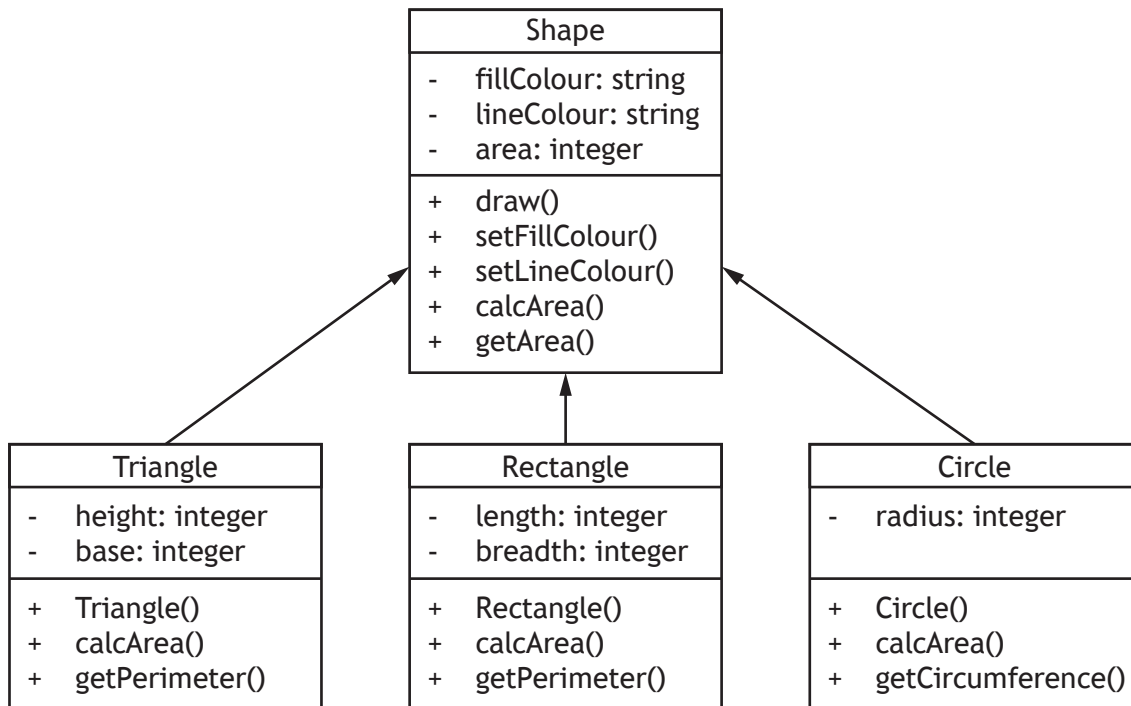 Shape
- fillColour: string
- lineColour: string
- area: integer
+ draw()
+ setFillColour()
+ setLineColour()
+ calcArea()
+ getArea()
Triangle
- height: integer
- base: integer
+ Triangle()
+ calcArea()
+ getPerimeter()
Rectangle
- length: integer
- breadth: integer
+ Rectangle()
+ calcArea()
+ getPerimeter()
Circle
- radius: integer
+ Circle()
+ calcArea()
+ getCircumference()